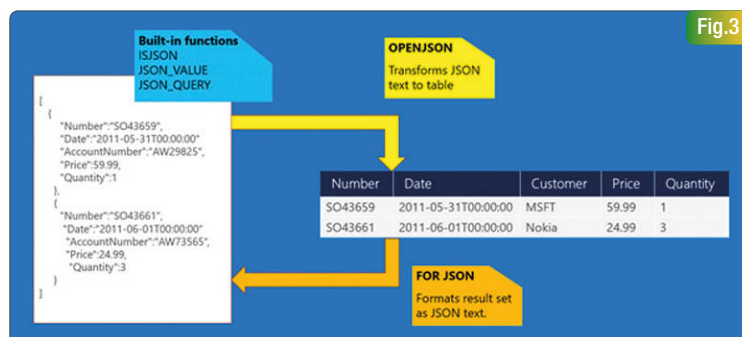 Fig.3
Built-in functions
ISJSON
JSON_VALUE
JSON_QUERY
OPENJSON
Transforms JSON
text to table
[
{
"Number":"SO43659",
"Date":"2011-05-31T00:00:00"
"AccountNumber":"AW29825",
"Price":59.99,
"Quantity":1
},
{
"Number":"SO43661",
"Date":"2011-06-01T00:00:00"
"AccountNumber":"AW73565",
"Price":24.99,
"Quantity":3
}
]
Number Date Customer Price Quantity
SO43659 2011-05-31T00:00:00 MSFT 59.99 1
SO43661 2011-06-01T00:00:00 Nokia 24.99 3
FOR JSON
Formats result set
as JSON text.